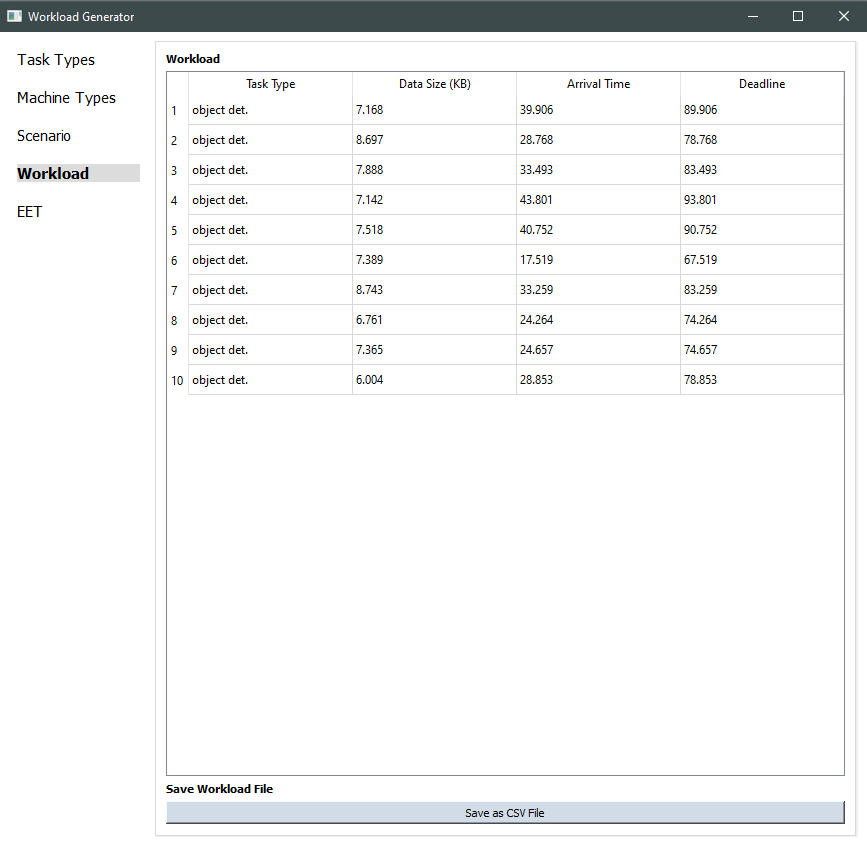 Workload Generator
Task Types
Machine Types
Scenario
Workload
EET
Workload
Task Type Data Size (KB) Arrival Time Deadline
1 object det. 7.168 39.906 89.906
2 object det. 8.697 28.768 78.768
3 object det. 7.888 33.493 83.493
4 object det. 7.142 43.801 93.801
5 object det. 7.518 40.752 90.752
6 object det. 7.389 17.519 67.519
7 object det. 8.743 33.259 83.259
8 object det. 6.761 24.264 74.264
9 object det. 7.365 24.657 74.657
10 object det. 6.004 28.853 78.853
Save Workload File
Save as CSV File